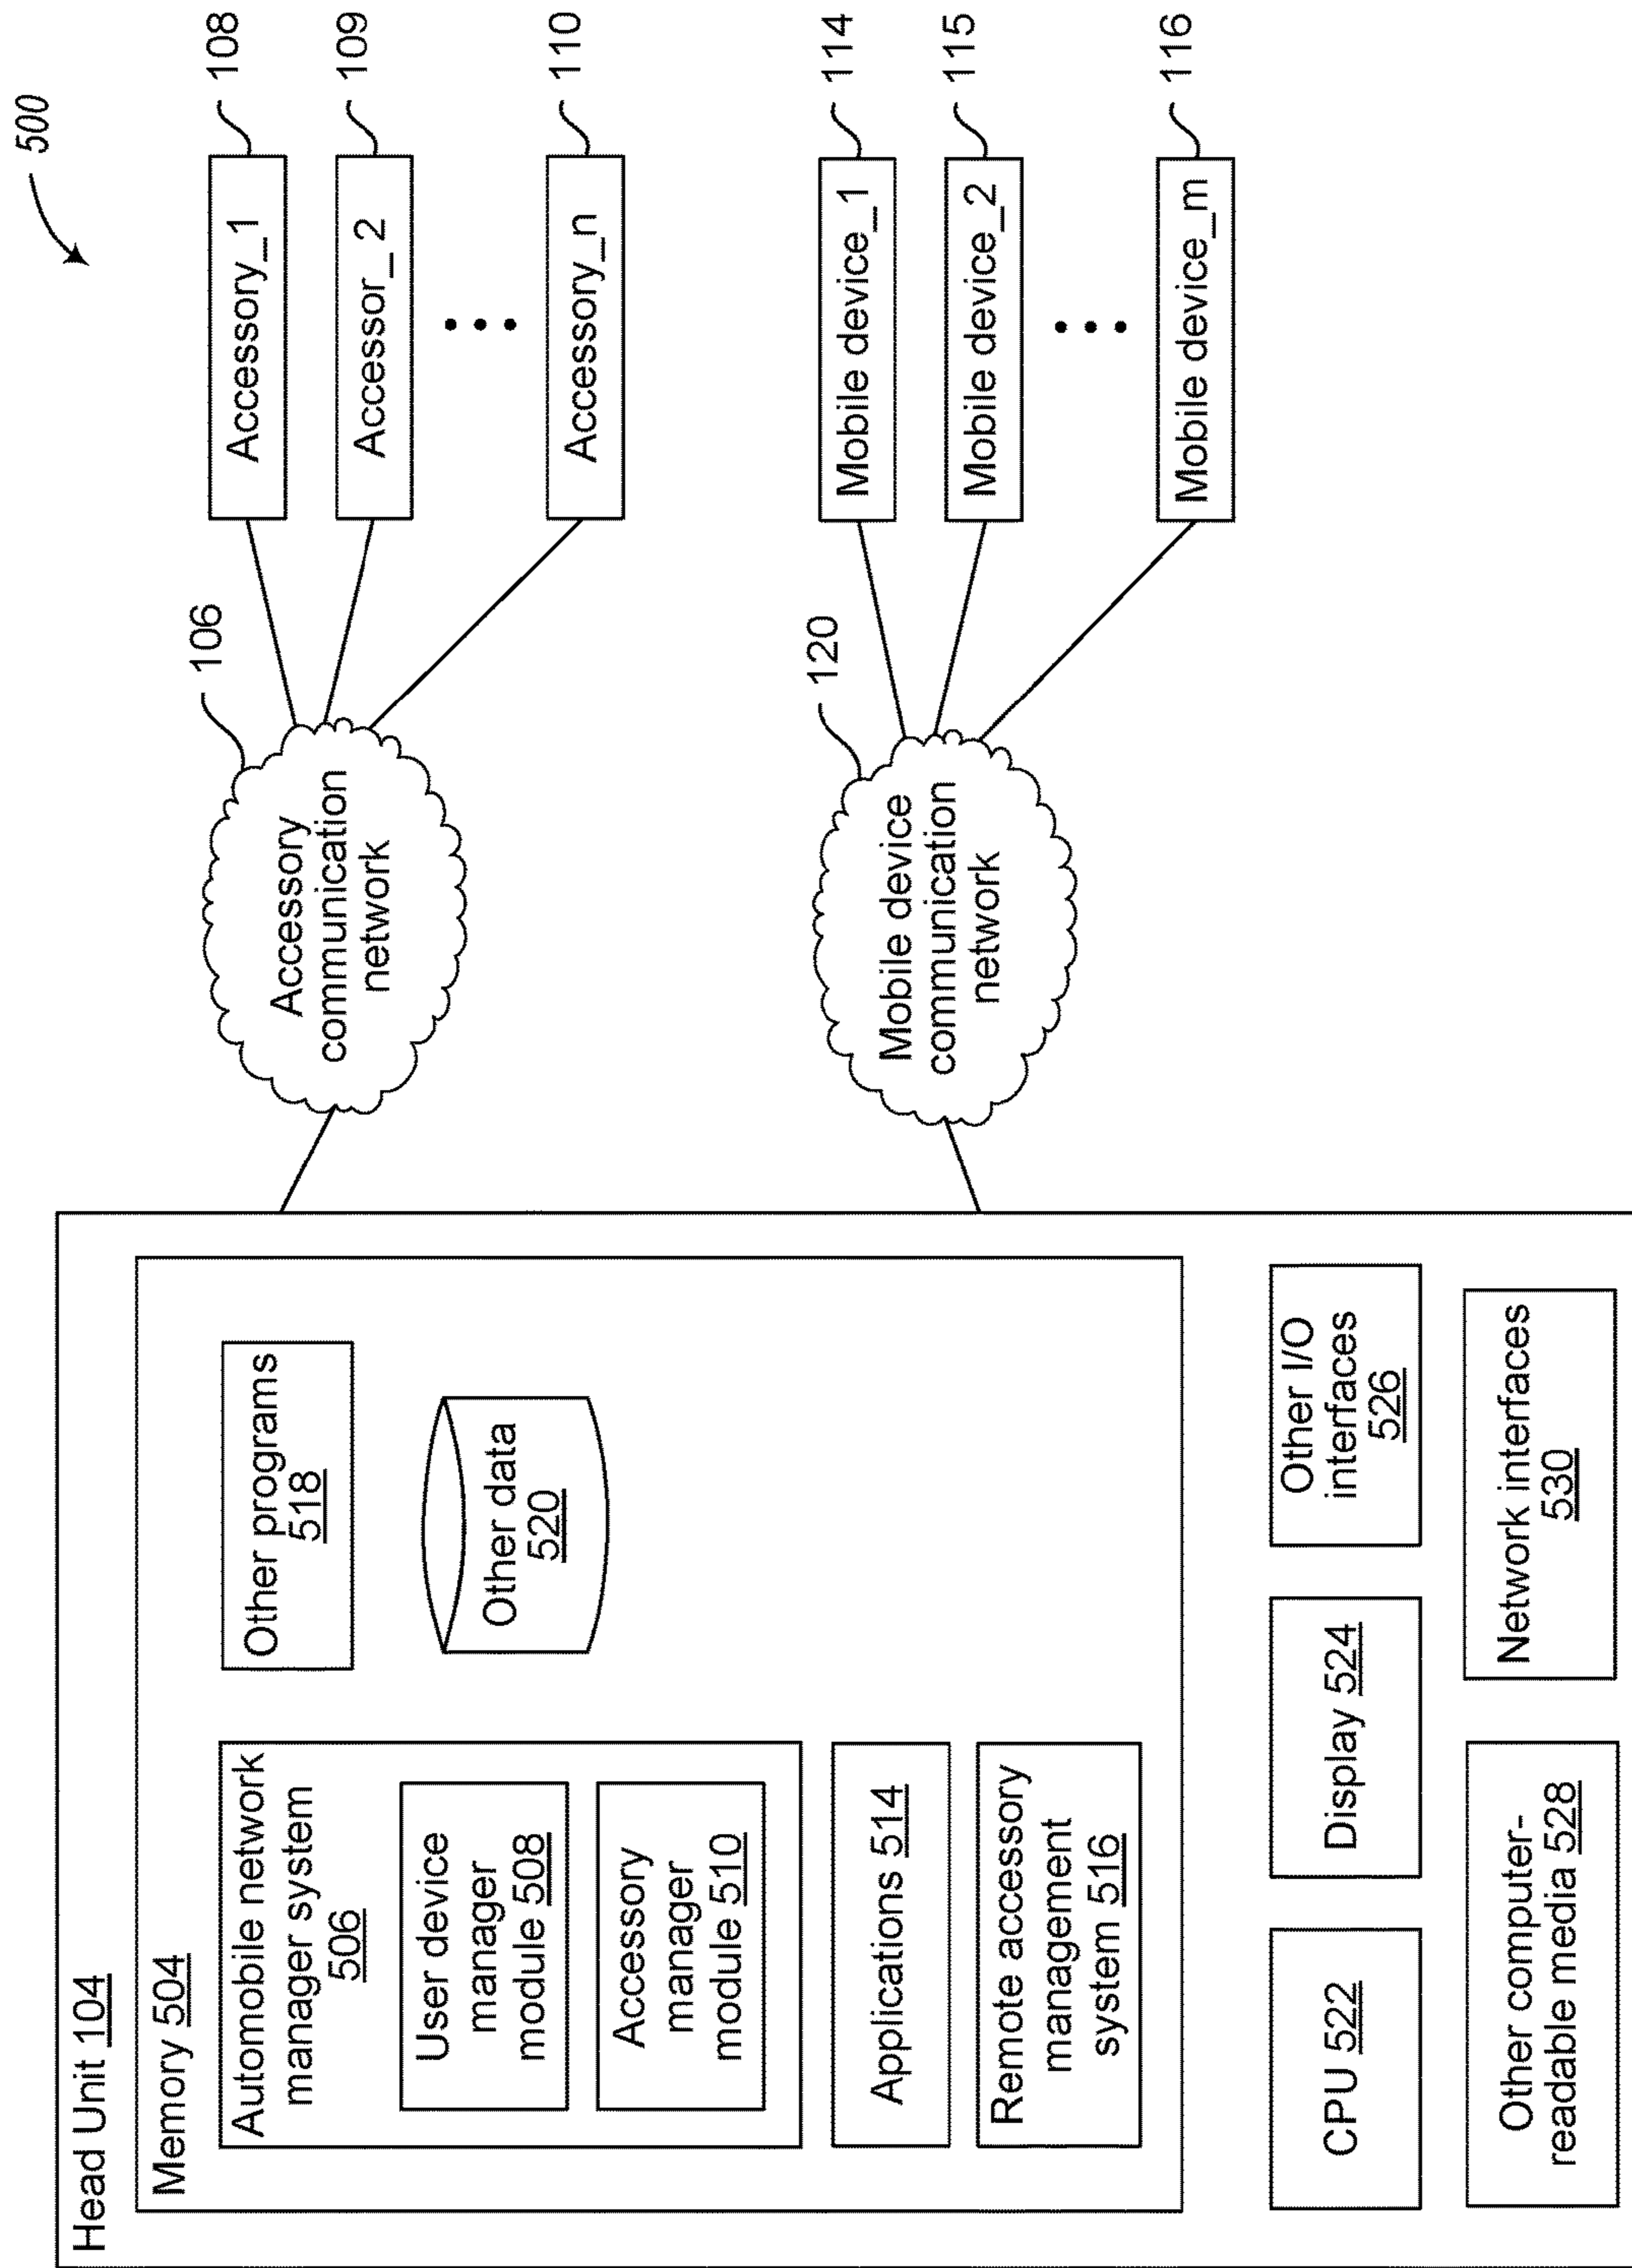 500
Head Unit 104
Memory 504
Automobile network
manager system
506
User device
manager
module 508
Accessory
manager
module 510
Applications 514
Remote accessory
management
system 516
Other programs
518
Other data
520
CPU 522
Display 524
Other I/O
interfaces
526
Other computer-
readable media 528
Network interfaces
530
106
Accessory
communication
network
Accessory_1
108
Accessor_2
109
Accessory_n
110
120
Mobile device
communication
network
Mobile device_1
114
Mobile device_2
115
Mobile device_m
116